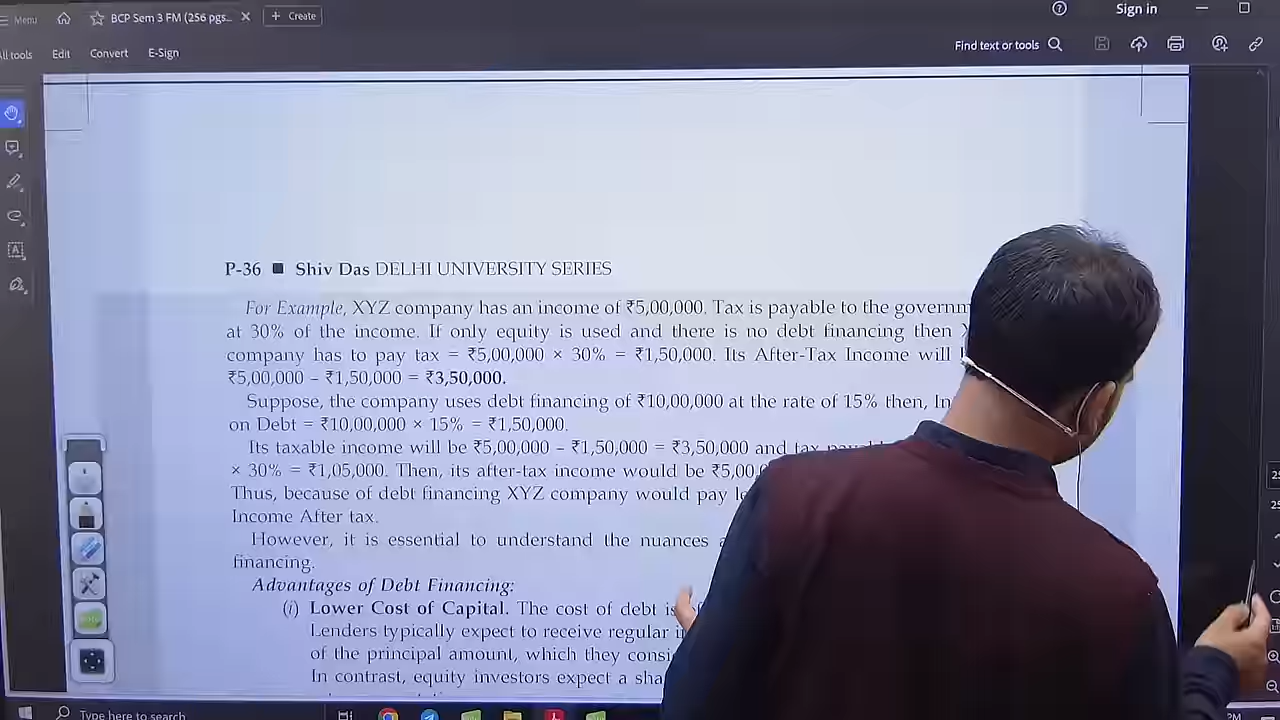 Menu
BCP Sem 3 FM (256 pgs...
+ Create
Sign in
All tools
Edit
Convert
E-Sign
Find text or tools
P-36 ■ Shiv Das DELHI UNIVERSITY SERIES
For Example, XYZ company has an income of ₹5,00,000. Tax is payable to the
at 30% of the income. If only equity is used and there is no debt financing then
company has to pay tax = ₹5,00,000 × 30% = ₹1,50,000. Its After-Tax Income will
₹5,00,000 – ₹1,50,000 = ₹3,50,000.
Suppose, the company uses debt financing of ₹10,00,000 at the rate of 15% then,
on Debt = ₹10,00,000 × 15% = ₹1,50,000.
Its taxable income will be ₹5,00,000 – ₹1,50,000 = ₹3,50,000 and tax
× 30% = ₹1,05,000. Then, its after-tax income would be
Thus, because of debt financing XYZ company would pay
Income After tax.
However, it is essential to understand the nuances
financing.
Advantages of Debt Financing:
(i) Lower Cost of Capital. The cost of debt is
Lenders typically expect to receive regular
of the principal amount, which they
In contrast, equity investors expect a
Type here to search